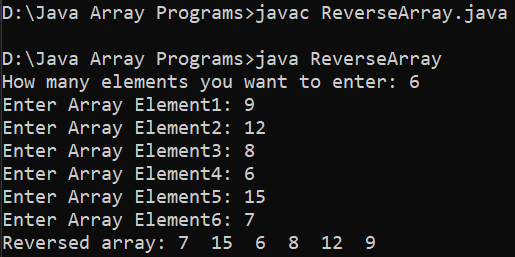 D:\Java Array Programs>javac ReverseArray.java
D:\Java Array Programs>java ReverseArray
How many elements you want to enter: 6
Enter Array Element1: 9
Enter Array Element2: 12
Enter Array Element3: 8
Enter Array Element4: 6
Enter Array Element5: 15
Enter Array Element6: 7
Reversed array: 7  15  6  8  12  9